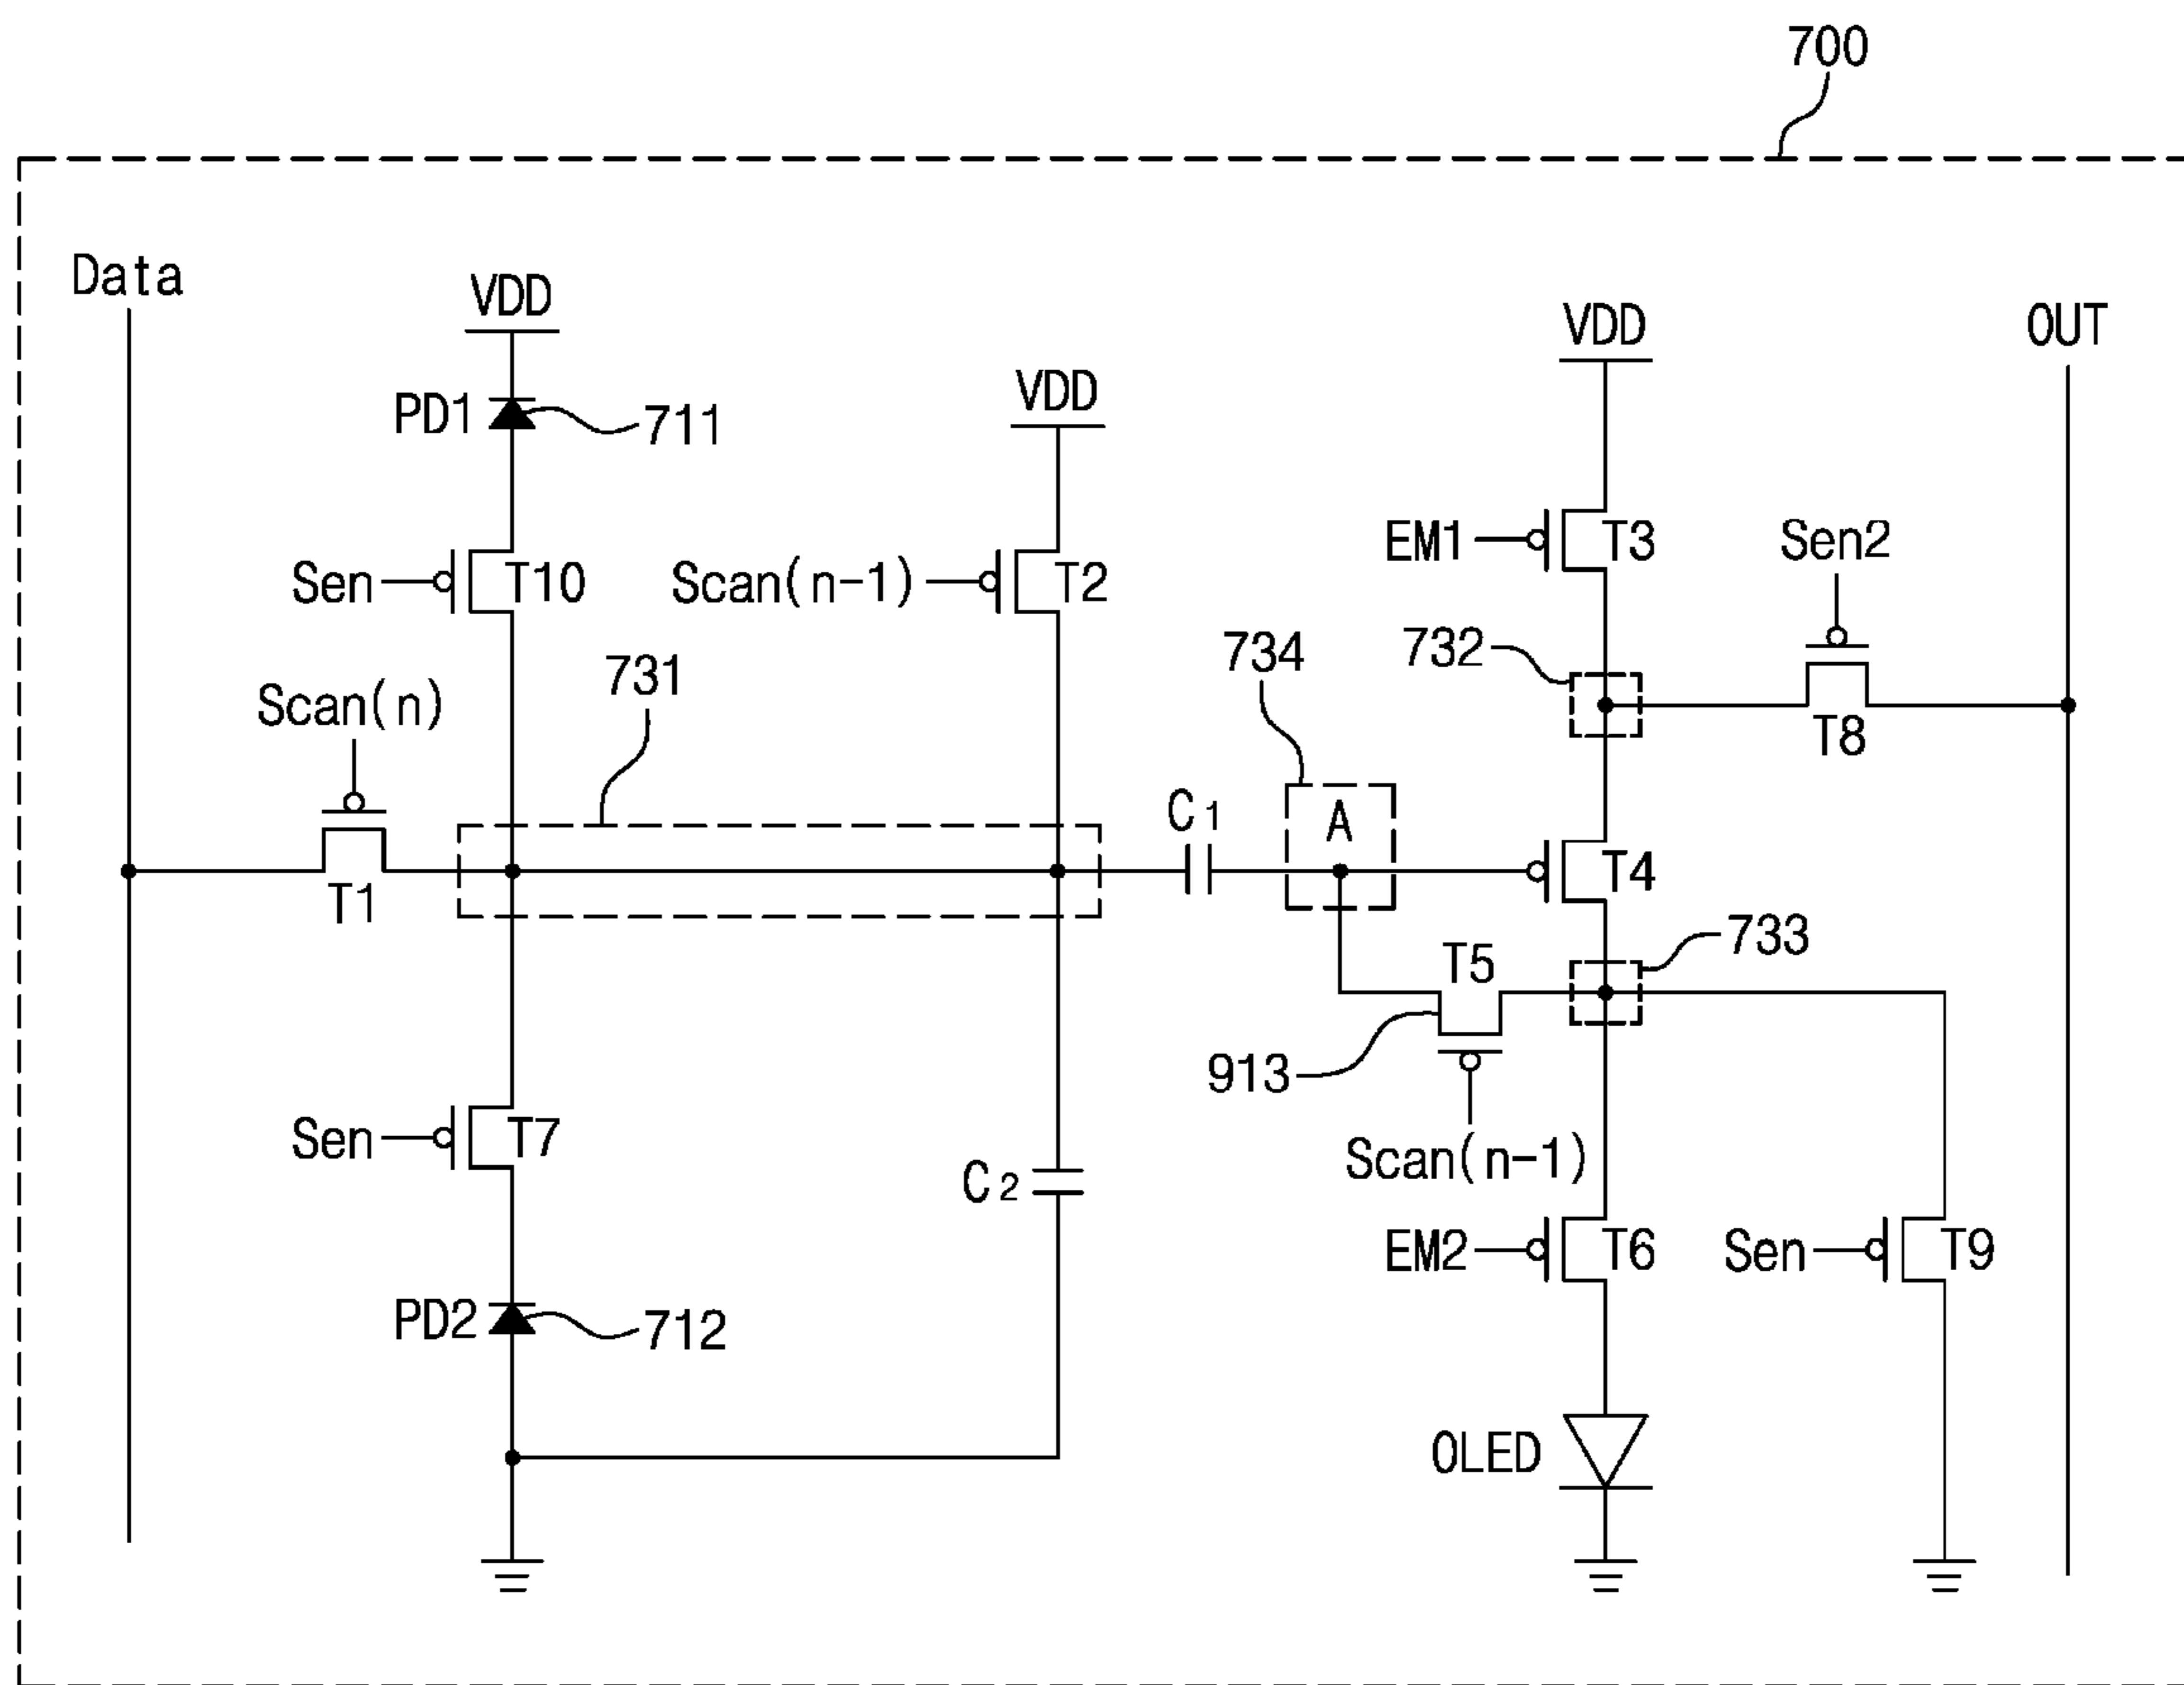 700
Data
VDD
VDD
OUT
PD1
711
VDD
EM1
T3
Sen2
Sen
T10
Scan(n-1)
T2
734
732
731
Scan(n)
T8
C1
A
T4
T1
733
T5
913
Sen
T7
Scan(n-1)
C2
EM2
T6
Sen
T9
PD2
712
OLED